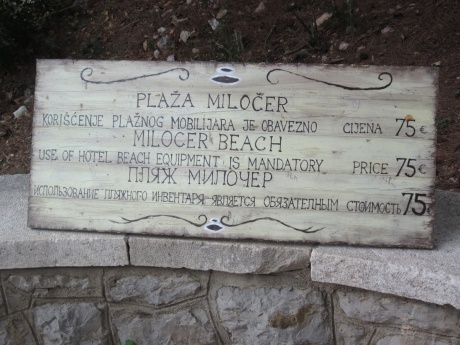 PLAŽA MILOČER
KORIŠĆENJE PLAŽNOG MOBILIJARA JE OBAVEZNO CIJENA 75€
MILOCER BEACH
USE OF HOTEL BEACH EQUIPMENT IS MANDATORY PRICE 75€
ПЛЯЖ МИЛОЧЕР
ИСПОЛЬЗОВАНИЕ ПЛЯЖНОГО ИНВЕНТАРЯ ЯВЛЯЕТСЯ ОБЯЗАТЕЛЬНЫМ СТОИМОСТЬ 75€